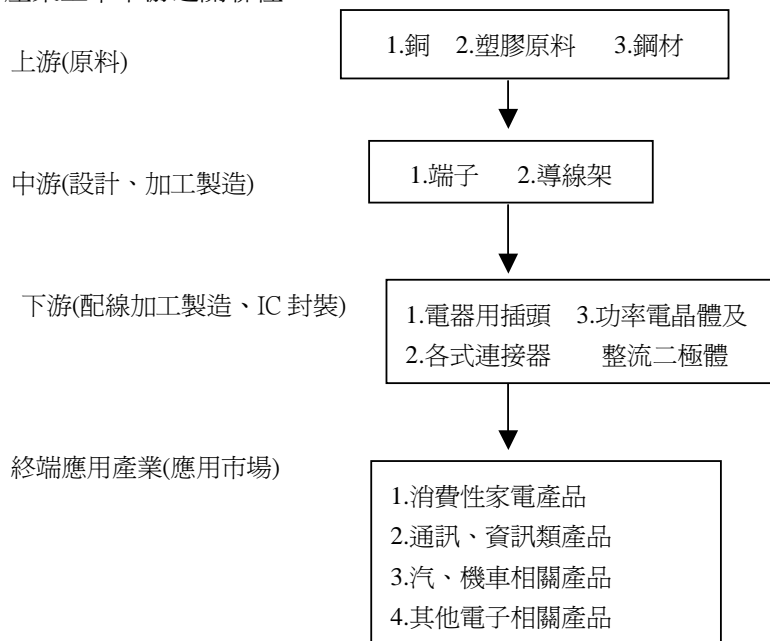 上游(原料)
1.銅 2.塑膠原料 3.鋼材
中游(設計、加工製造)
1.端子 2.導線架
下游(配線加工製造、IC 封裝)
1.電器用插頭 3.功率電晶體及
2.各式連接器 整流二極體
終端應用產業(應用市場)
1.消費性家電產品
2.通訊、資訊類產品
3.汽、機車相關產品
4.其他電子相關產品